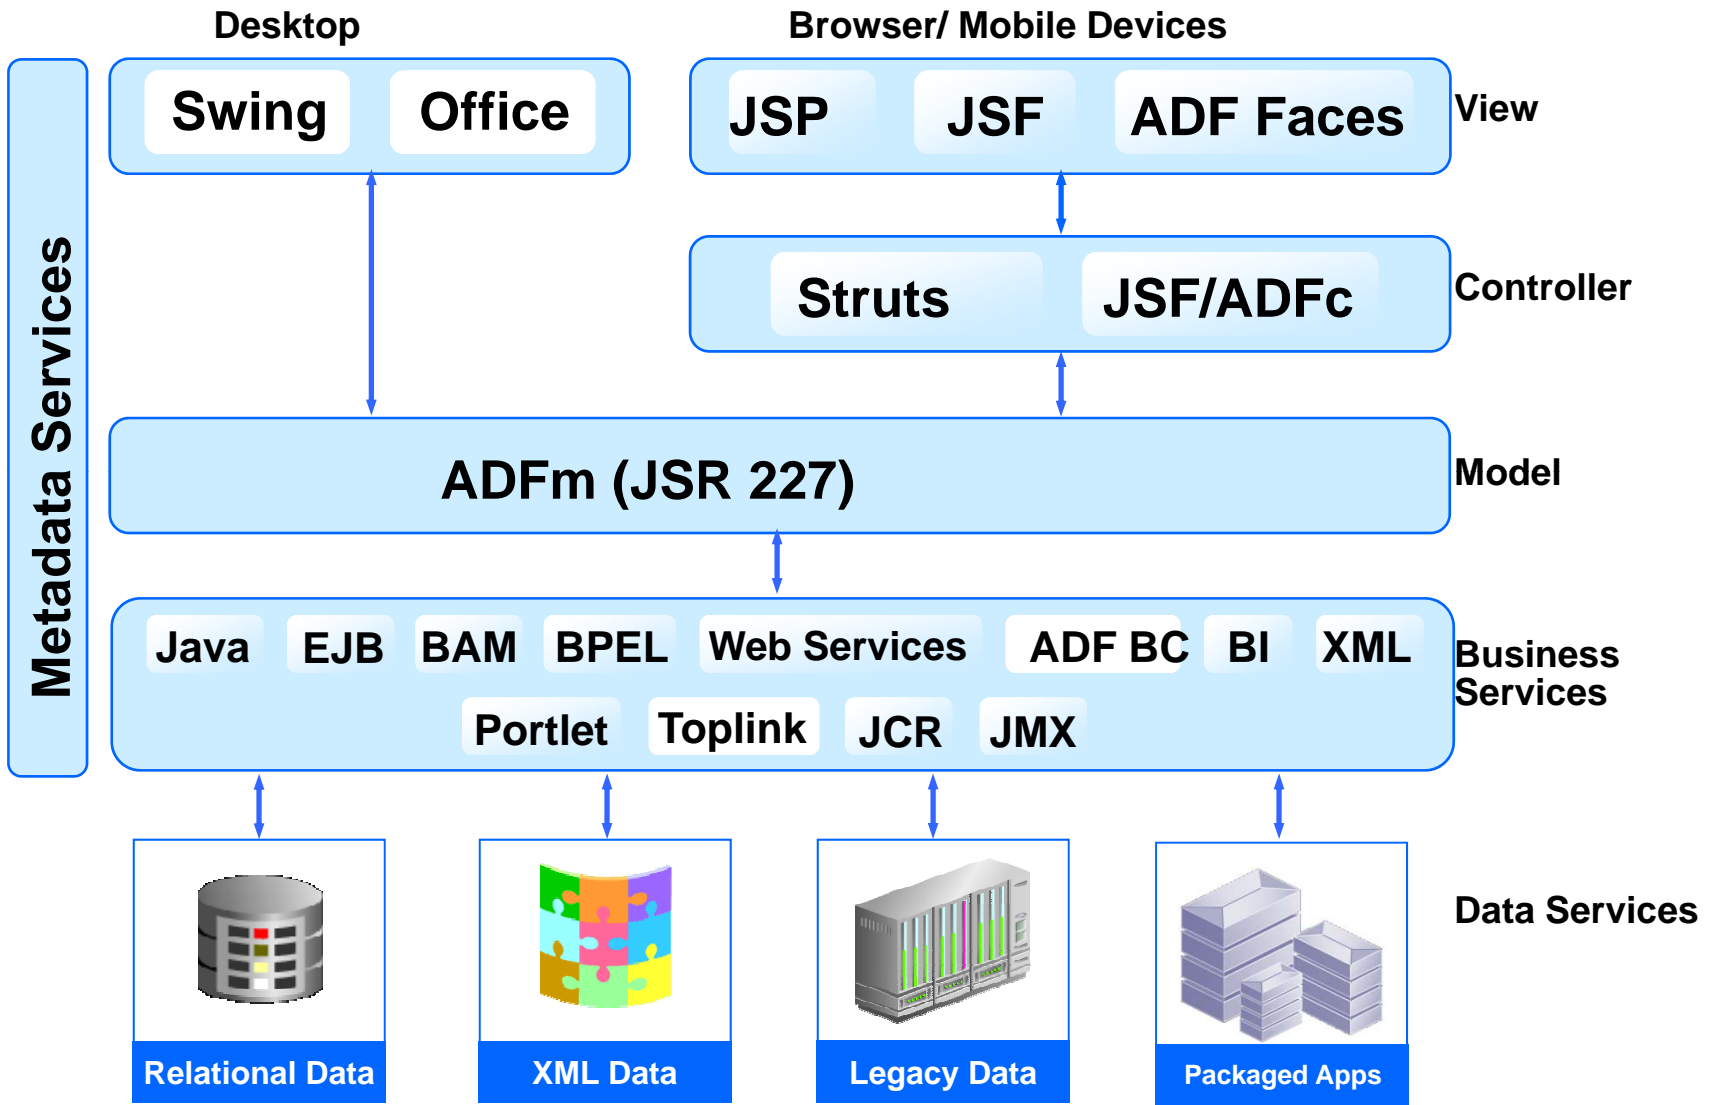 Desktop
Browser/ Mobile Devices
Metadata Services
Swing
Office
JSP
JSF
ADF Faces
View
Struts
JSF/ADFc
Controller
ADFm (JSR 227)
Model
Java
EJB
BAM
BPEL
Web Services
ADF BC
BI
XML
Business
Services
Portlet
Toplink
JCR
JMX
Data Services
Relational Data
XML Data
Legacy Data
Packaged Apps